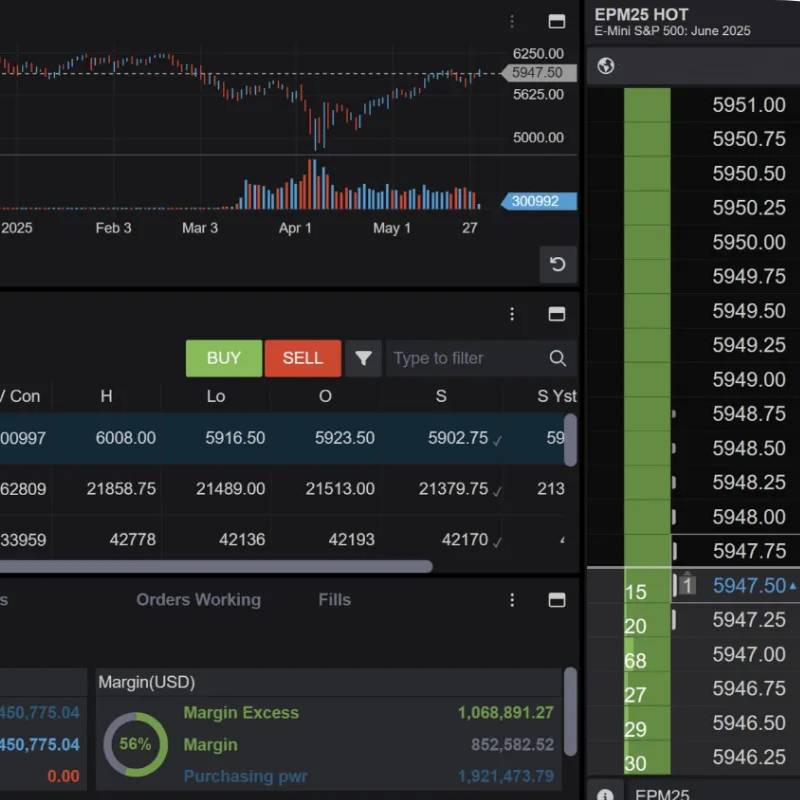 6250.00
5947.50
5625.00
5000.00
300992
2025 Feb 3 Mar 3 Apr 1 May 1 27
BUY SELL Type to filter
/ Con H Lo O S S Yst
00997 6008.00 5916.50 5923.50 5902.75 59
62809 21858.75 21489.00 21513.00 21379.75 213
33959 42778 42136 42193 42170
s Orders Working Fills
Margin(USD)
450,775.04 Margin Excess 1,068,891.27
450,775.04 56% Margin 852,582.52
0.00 Purchasing pwr 1,921,473.79
EPM25 HOT
E-Mini S&P 500: June 2025
5951.00
5950.75
5950.50
5950.25
5950.00
5949.75
5949.50
5949.25
5949.00
5948.75
5948.50
5948.25
5948.00
5947.75
15 1 5947.50
20 5947.25
68 5947.00
27 5946.75
29 5946.50
30 5946.25
EPM25